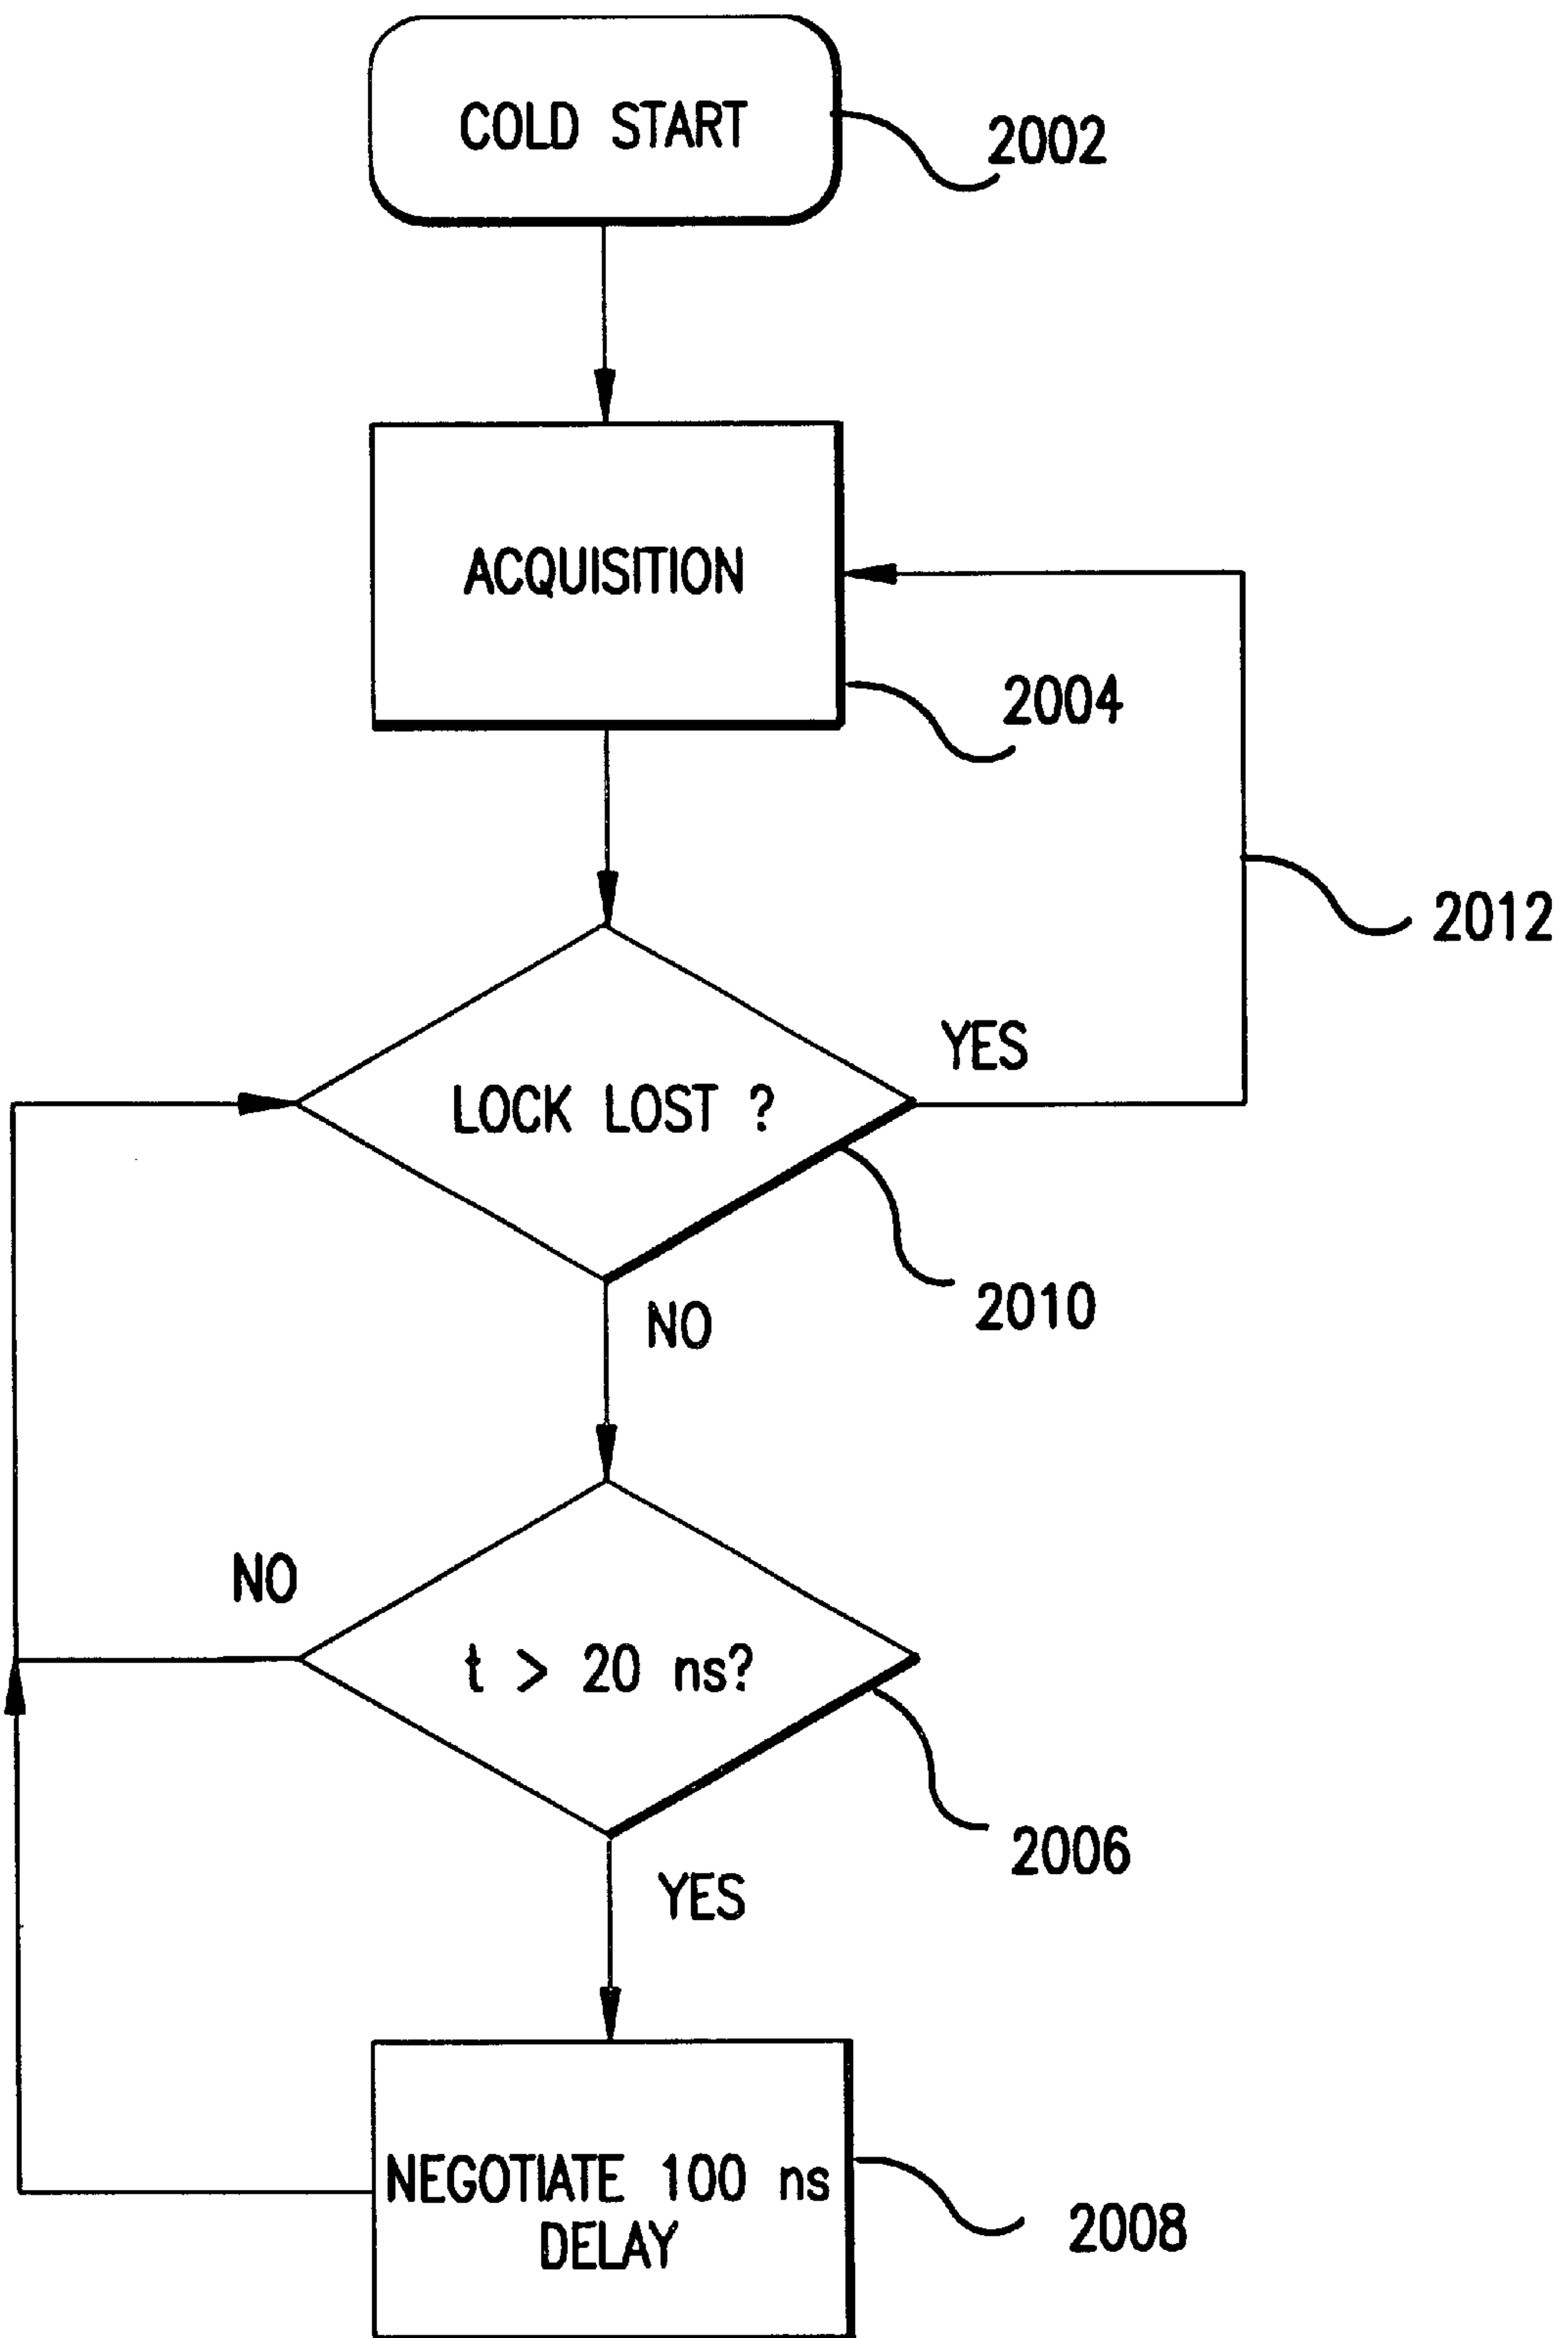 COLD START
2002
ACQUISITION
2004
2012
YES
LOCK LOST ?
2010
NO
NO
t > 20 ns?
2006
YES
NEGOTIATE 100 ns
DELAY
2008